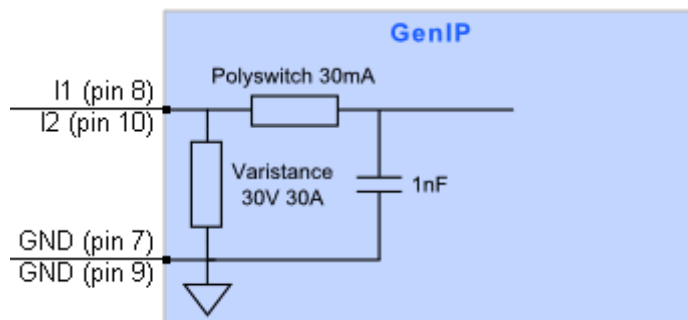 GenIP
Polyswitch 30mA
I1 (pin 8)
I2 (pin 10)
Varistance
30V 30A
1nF
GND (pin 7)
GND (pin 9)